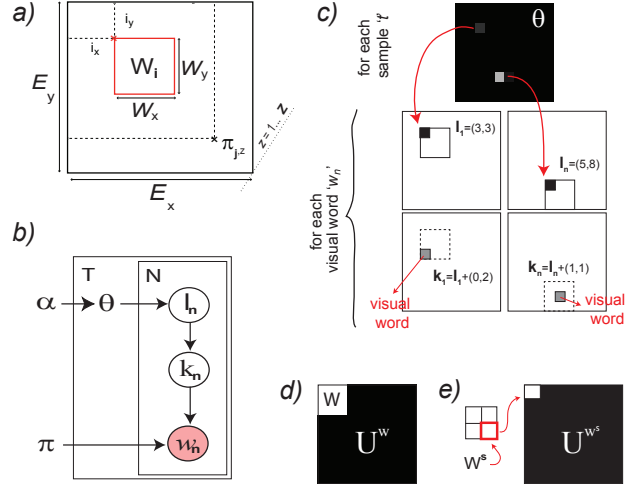 a)
i_y
i_x
W_i
W_y
W_x
E_y
π_j,z
z=1... Z
E_x
b)
T
N
α
θ
l_n
k_n
π
w_n
c)
for each
sample 't'
θ
for each
visual word 'w_n'
l_1=(3,3)
l_n=(5,8)
k_1=l_1+(0,2)
k_n=l_n+(1,1)
visual
word
visual
word
d)
W
U^w
e)
W^s
U^w^s